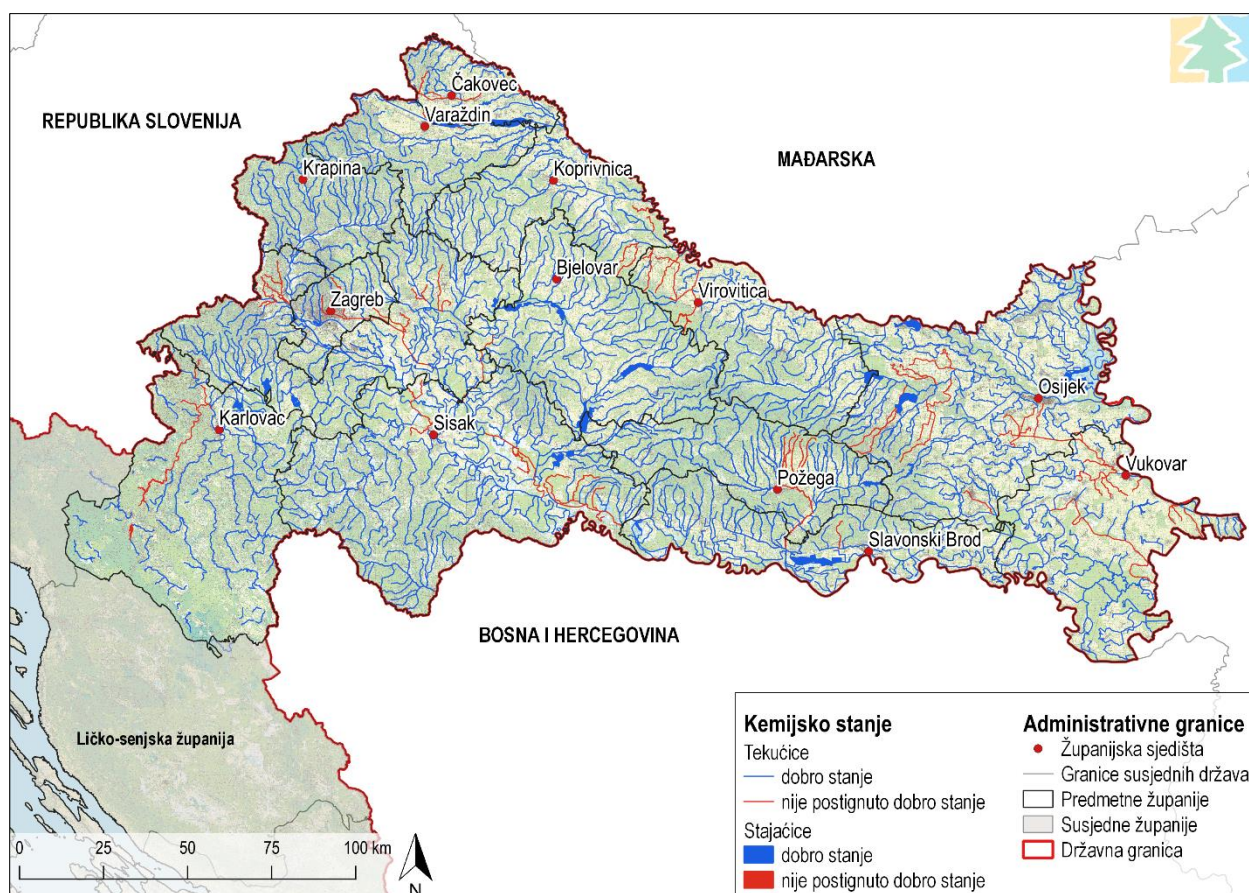 REPUBLIKA SLOVENIJA
MAĐARSKA
BOSNA I HERCEGOVINA
Ličko-senjska županija
Čakovec
Varaždin
Krapina
Koprivnica
Bjelovar
Zagreb
Virovitica
Karlovac
Sisak
Osijek
Vukovar
Požega
Slavonski Brod
0 25 50 75 100 km
N
Kemijsko stanje
Tekućice
dobro stanje
nije postignuto dobro stanje
Stajaćice
dobro stanje
nije postignuto dobro stanje
Administrativne granice
Županijska sjedišta
Granice susjednih država
Predmetne županije
Susjedne županije
Državna granica